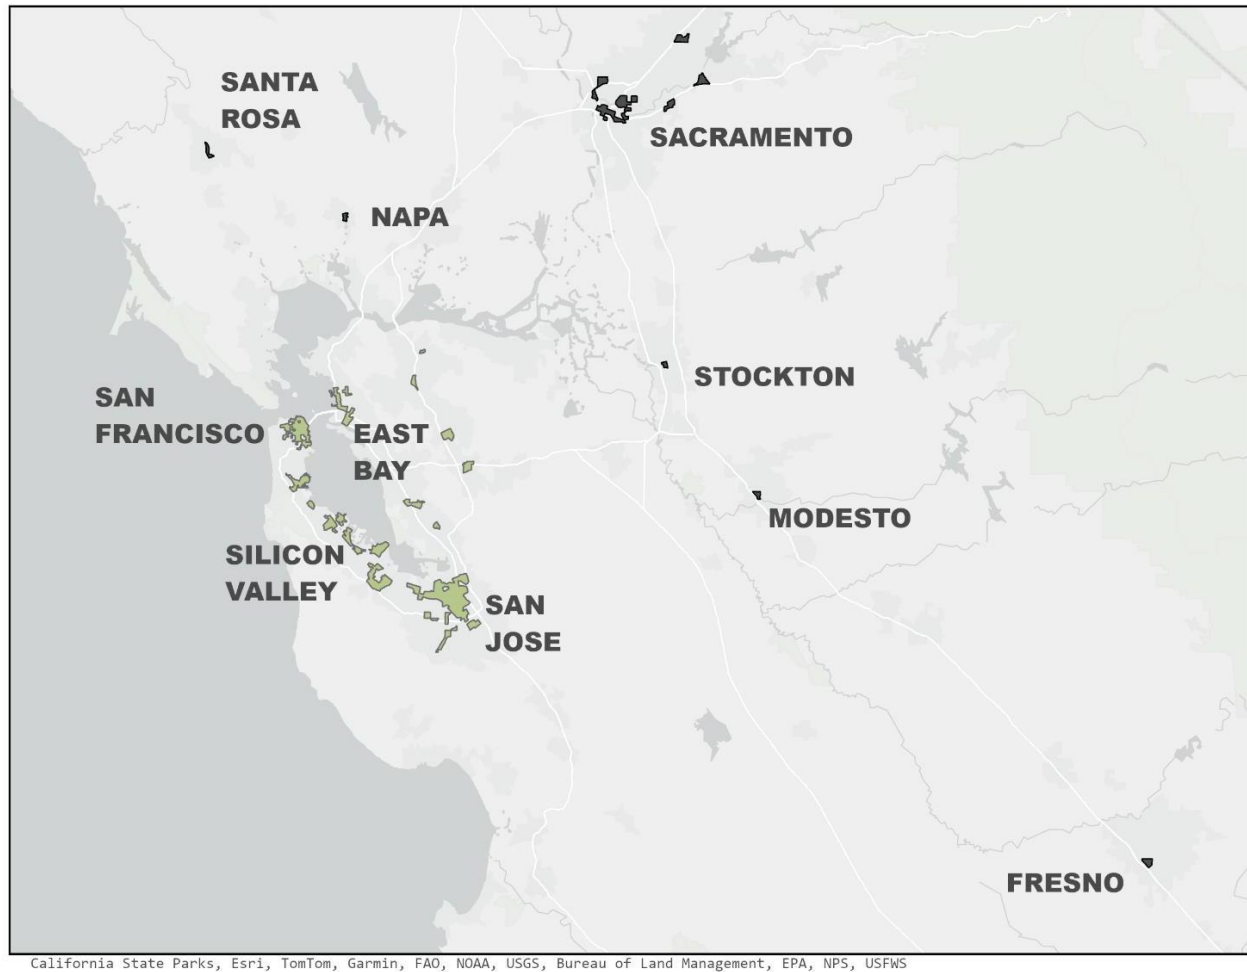 SANTA
ROSA
SACRAMENTO
NAPA
STOCKTON
SAN
FRANCISCO
EAST
BAY
MODESTO
SILICON
VALLEY
SAN
JOSE
FRESNO
California State Parks, Esri, TomTom, Garmin, FAO, NOAA, USGS, Bureau of Land Management, EPA, NPS, USFWS